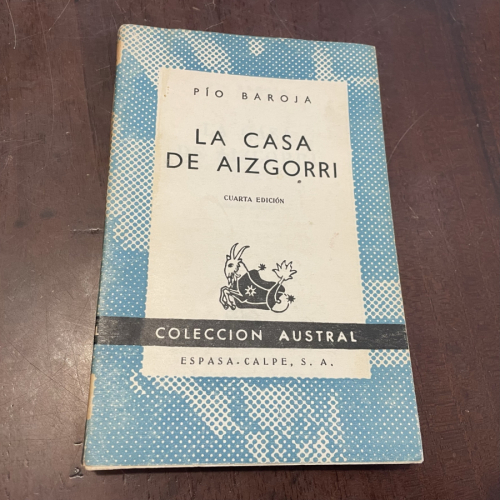 PÍO BAROJA
LA CASA
DE AIZGORRI
CUARTA EDICIÓN
COLECCION AUSTRAL
ESPASA-CALPE, S. A.